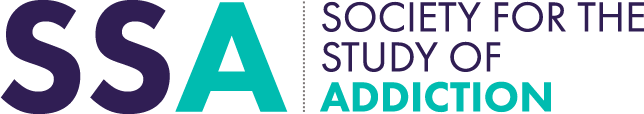 SSA
SOCIETY FOR THE
STUDY OF
ADDICTION